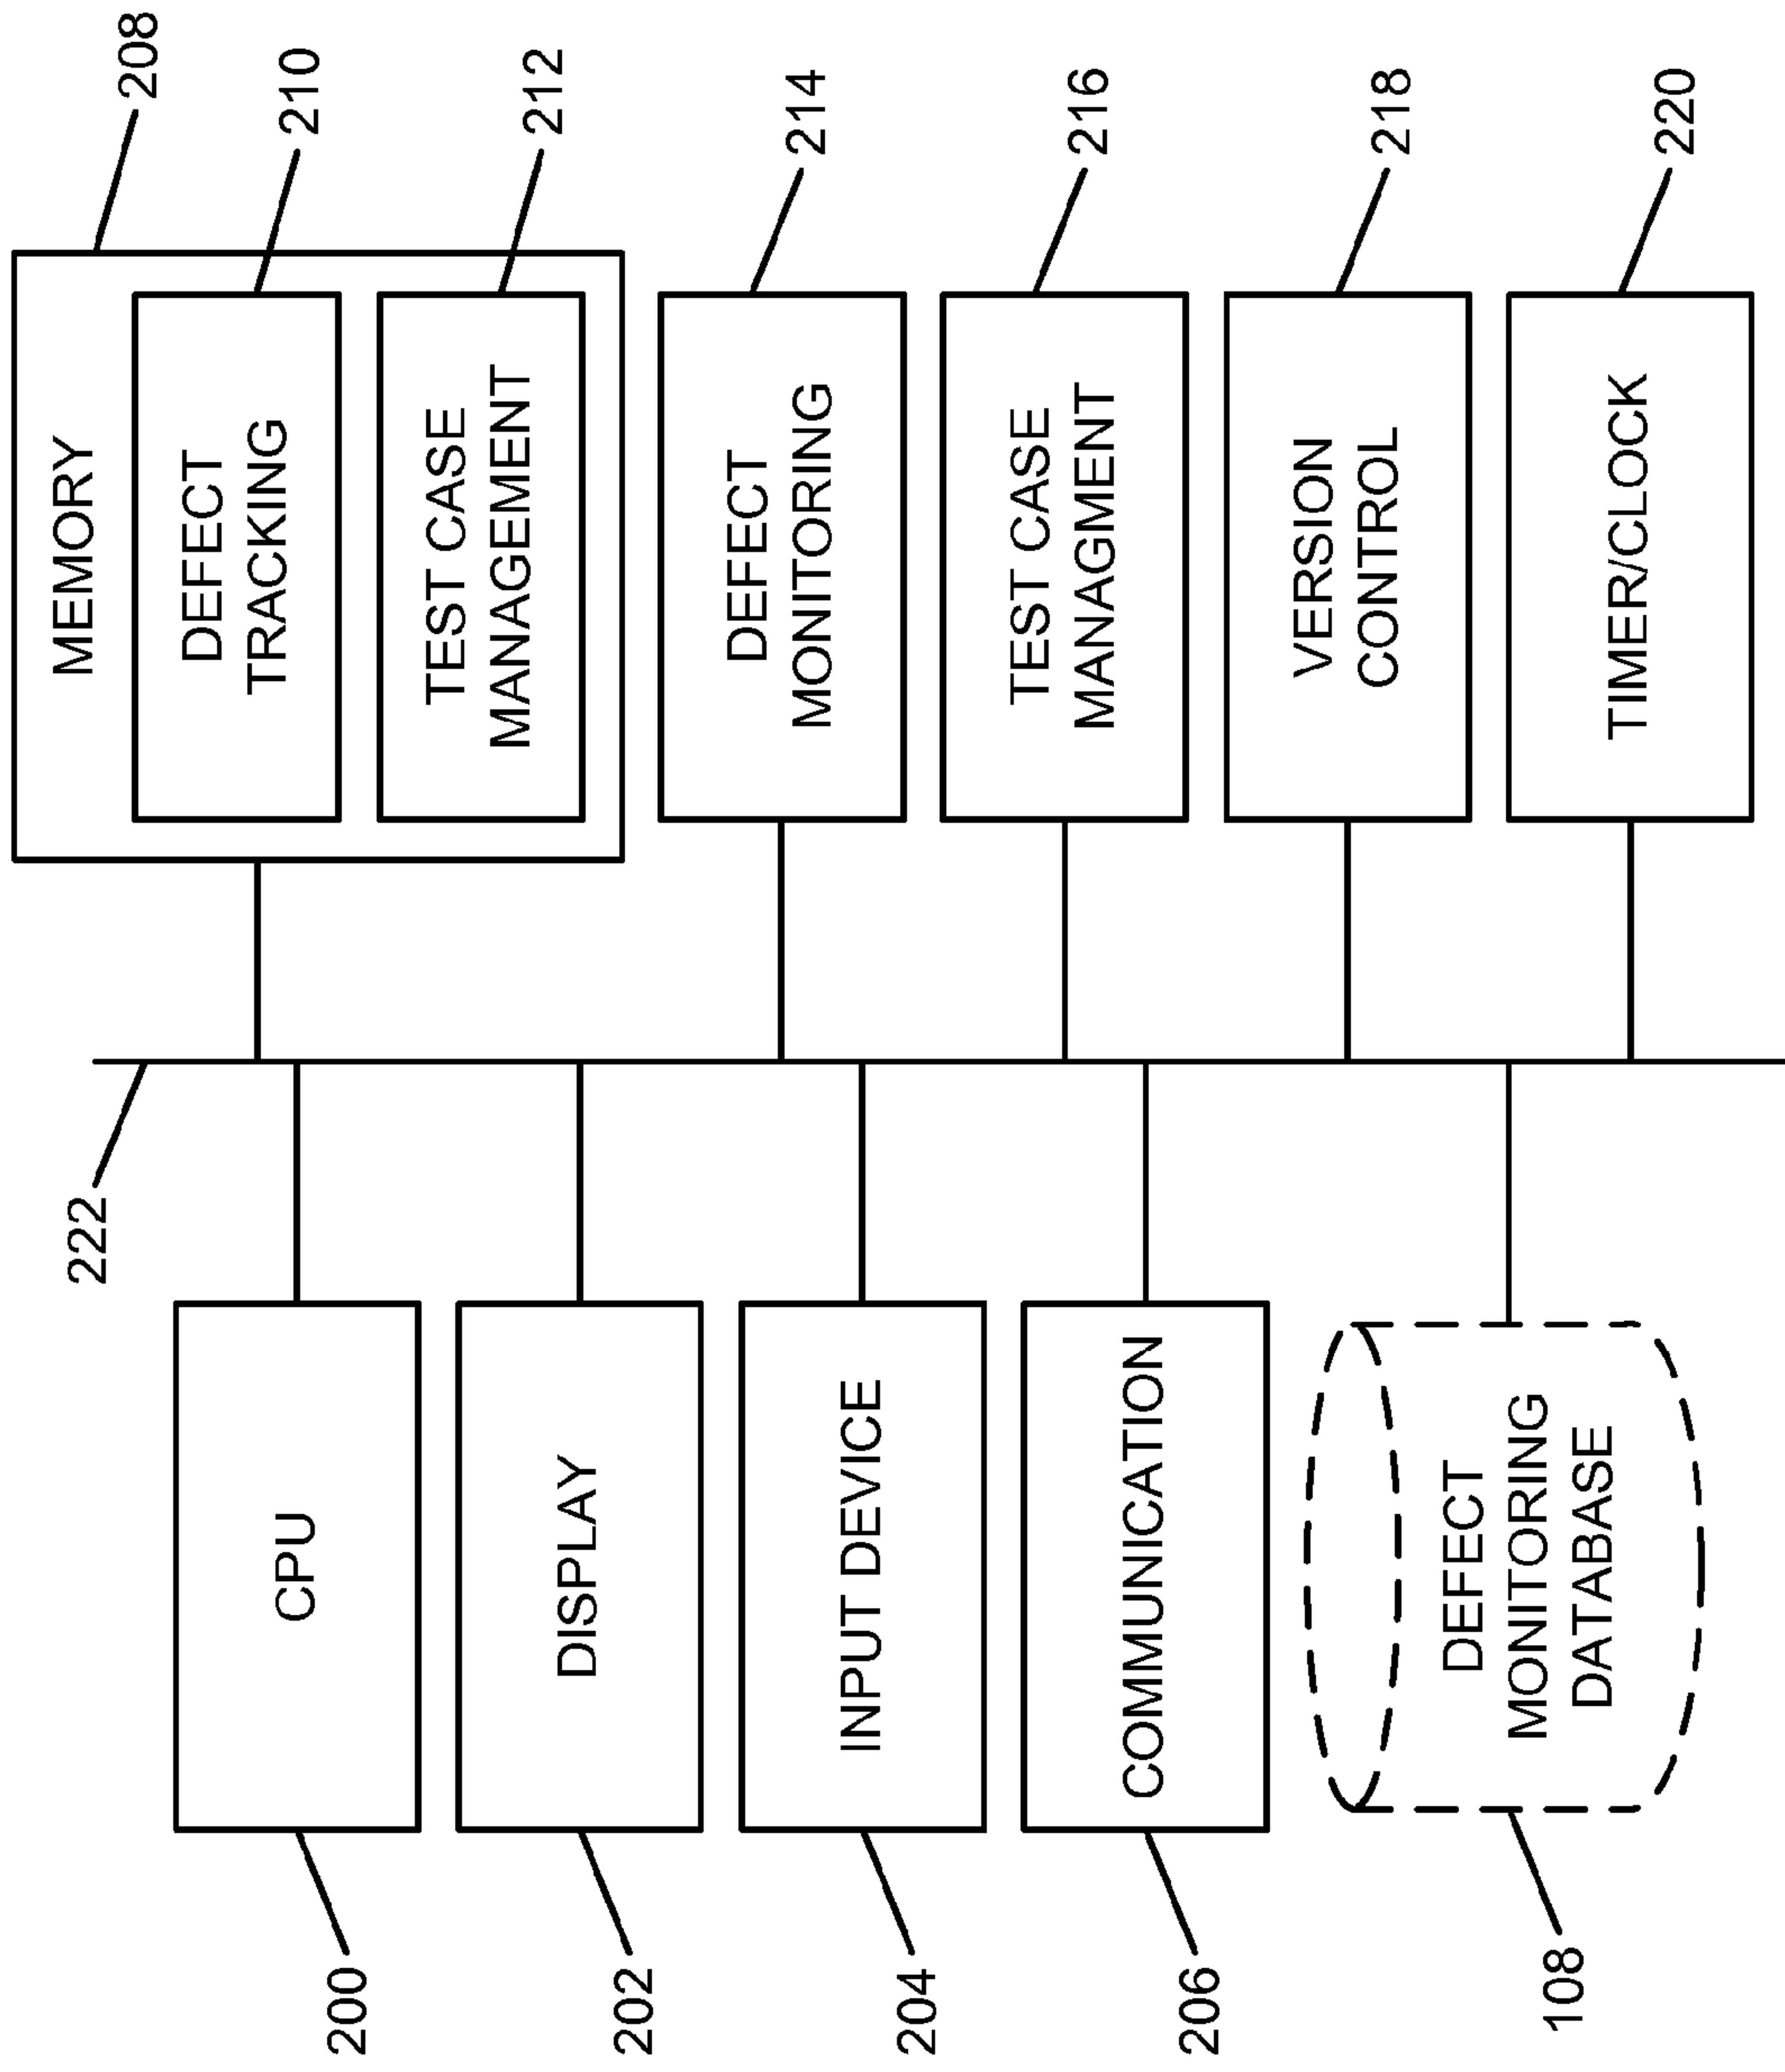 222
208
MEMORY
210
DEFECT
TRACKING
212
TEST CASE
MANAGEMENT
200
CPU
202
DISPLAY
214
DEFECT
MONITORING
204
INPUT DEVICE
216
TEST CASE
MANAGMENT
206
COMMUNICATION
218
VERSION
CONTROL
108
DEFECT
MONITORING
DATABASE
220
TIMER/CLOCK